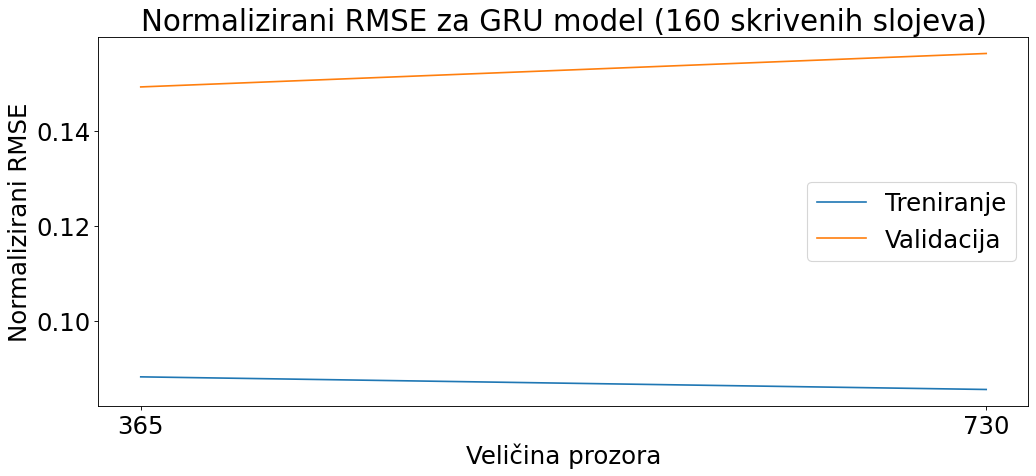 Normalizirani RMSE za GRU model (160 skrivenih slojeva)
Normalizirani RMSE
0.14
0.12
0.10
Treniranje
Validacija
365
730
Veličina prozora